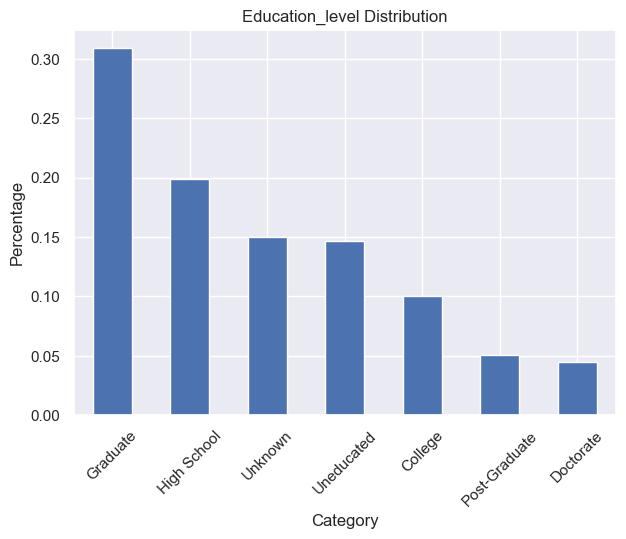 Education_level Distribution
Percentage
0.30
0.25
0.20
0.15
0.10
0.05
0.00
Graduate
High School
Unknown
Uneducated
College
Post-Graduate
Doctorate
Category